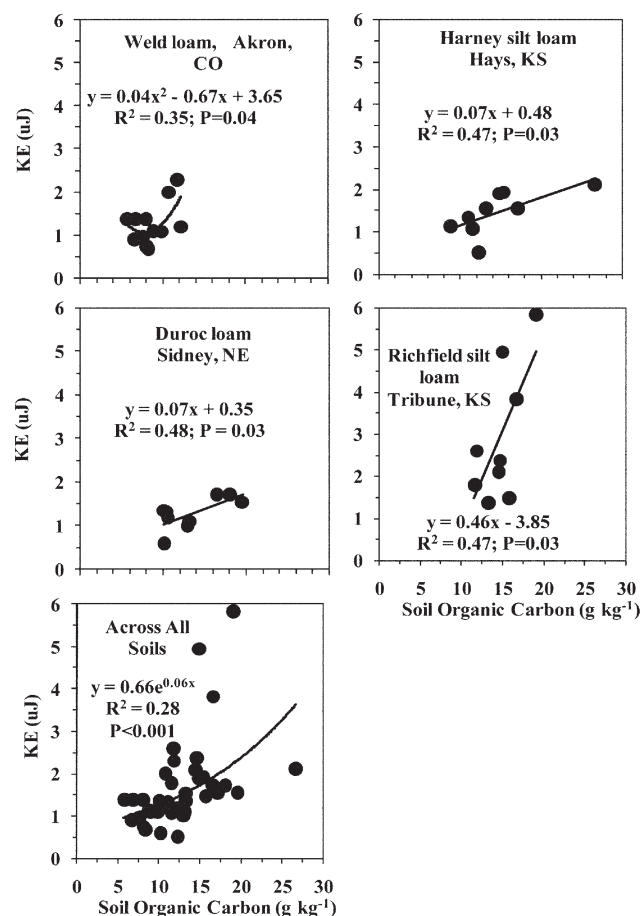 6
5
4
3
2
1
0
KE (uJ)
Weld loam, Akron,
CO
y = 0.04x² - 0.67x + 3.65
R² = 0.35; P=0.04
6
5
4
3
2
1
0
Harney silt loam
Hays, KS
y = 0.07x + 0.48
R² = 0.47; P=0.03
6
5
4
3
2
1
0
KE (uJ)
Duroc loam
Sidney, NE
y = 0.07x + 0.35
R² = 0.48; P = 0.03
6
5
4
3
2
1
0
Richfield silt
loam
Tribune, KS
y = 0.46x - 3.85
R² = 0.47; P=0.03
0 5 10 15 20 25 30
Soil Organic Carbon (g kg⁻¹)
6
5
4
3
2
1
0
KE (uJ)
Across All
Soils
y = 0.66e⁰·⁰⁶ˣ
R² = 0.28
P<0.001
0 5 10 15 20 25 30
Soil Organic Carbon (g kg⁻¹)